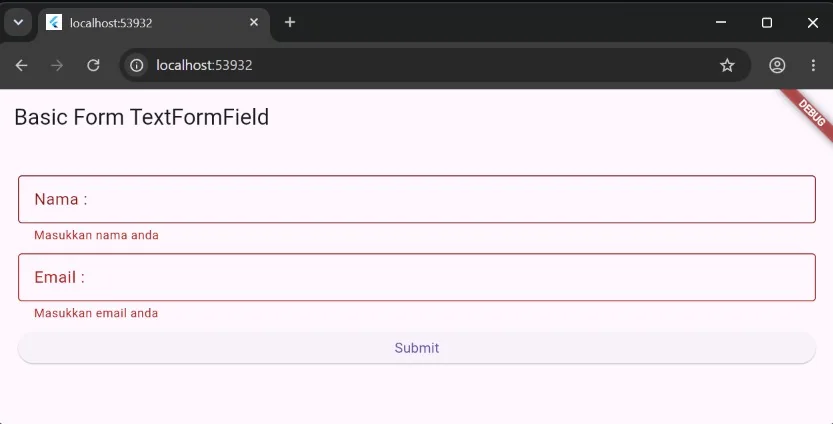 localhost:53932
localhost:53932
DEBUG
Basic Form TextFormField
Nama :
Masukkan nama anda
Email :
Masukkan email anda
Submit